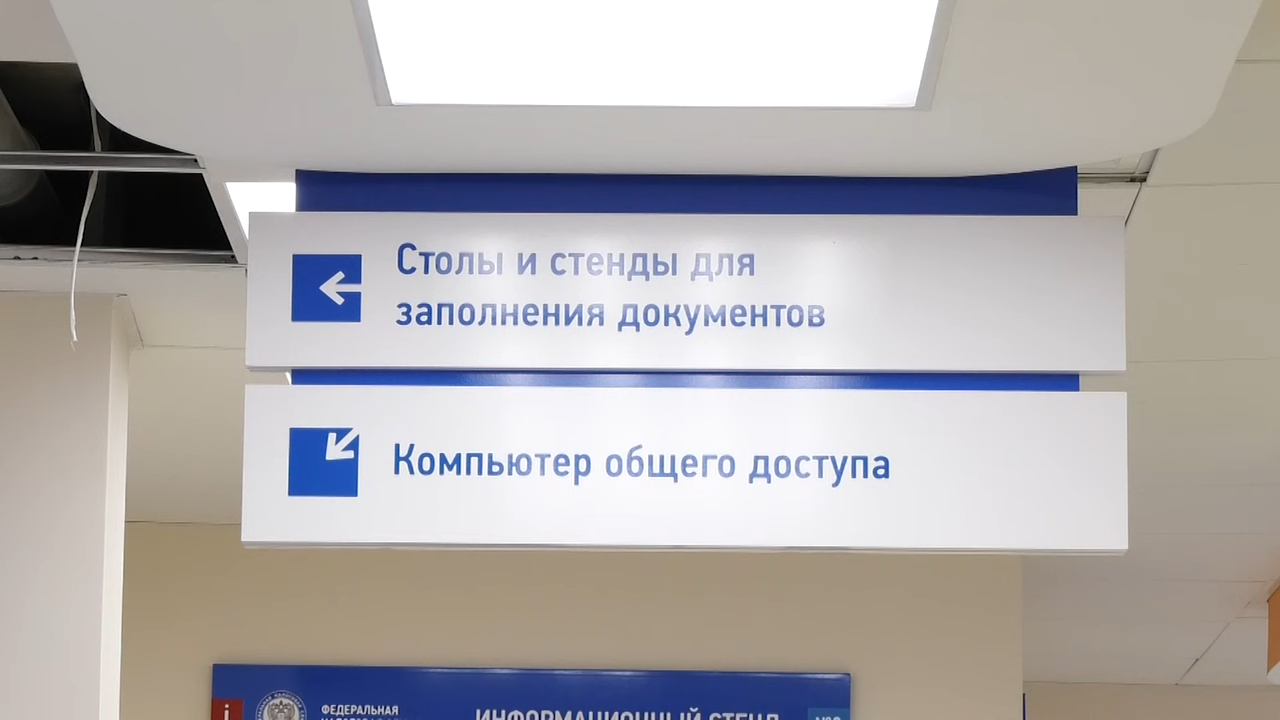 Столы и стенды для
заполнения документов
Компьютер общего доступа
i
ФЕДЕРАЛЬНАЯ
ИНФОРМАЦИОННЫЙ СТЕНД